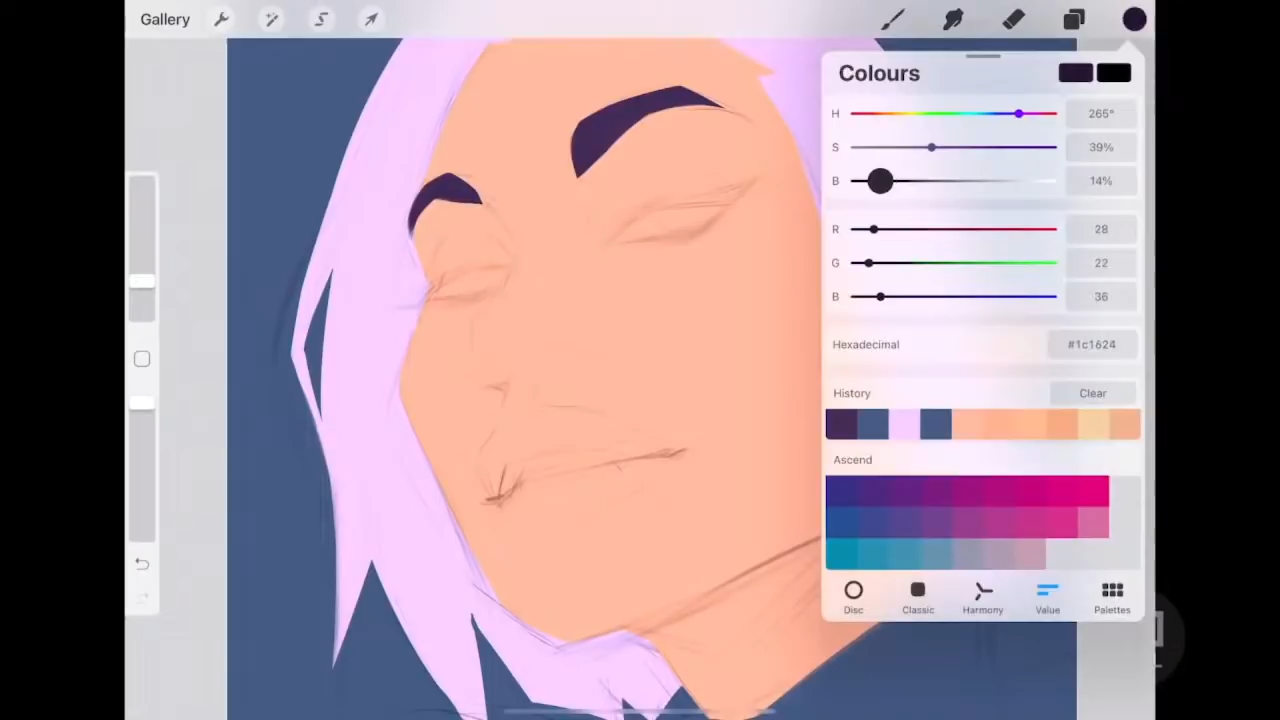 Gallery
Colours
H 265°
S 39%
B 14%
R 28
G 22
B 36
Hexadecimal #1c1624
History Clear
Ascend
Disc Classic Harmony Value Palettes